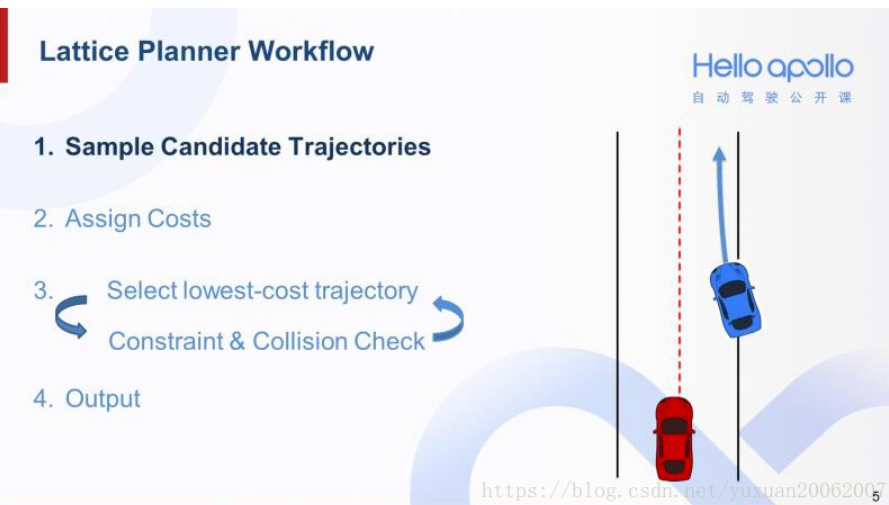 Lattice Planner Workflow
Hello apollo
自动驾驶公开课
1. Sample Candidate Trajectories
2. Assign Costs
3. Select lowest-cost trajectory
Constraint & Collision Check
4. Output
https://blog.csdn.net/yuxuan20062007
5